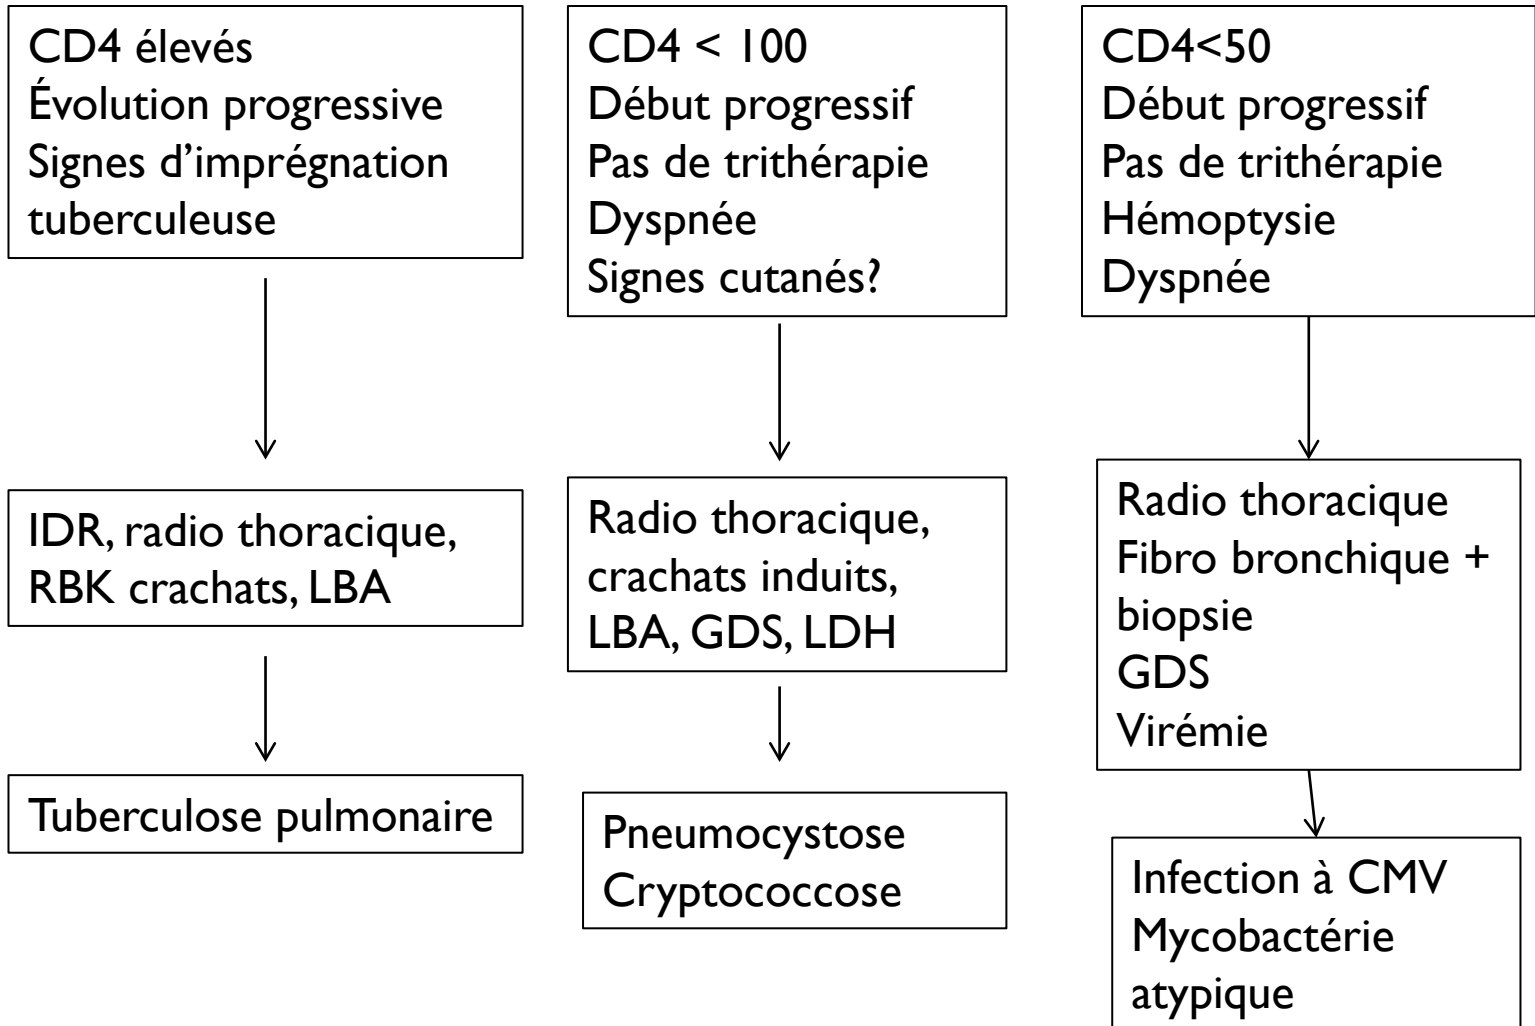 CD4 élevés
Évolution progressive
Signes d'imprégnation
tuberculeuse
IDR, radio thoracique,
RBK crachats, LBA
Tuberculose pulmonaire
CD4 < 100
Début progressif
Pas de trithérapie
Dyspnée
Signes cutanés?
Radio thoracique,
crachats induits,
LBA, GDS, LDH
Pneumocystose
Cryptococcose
CD4<50
Début progressif
Pas de trithérapie
Hémoptysie
Dyspnée
Radio thoracique
Fibro bronchique +
biopsie
GDS
Virémie
Infection à CMV
Mycobactérie
atypique